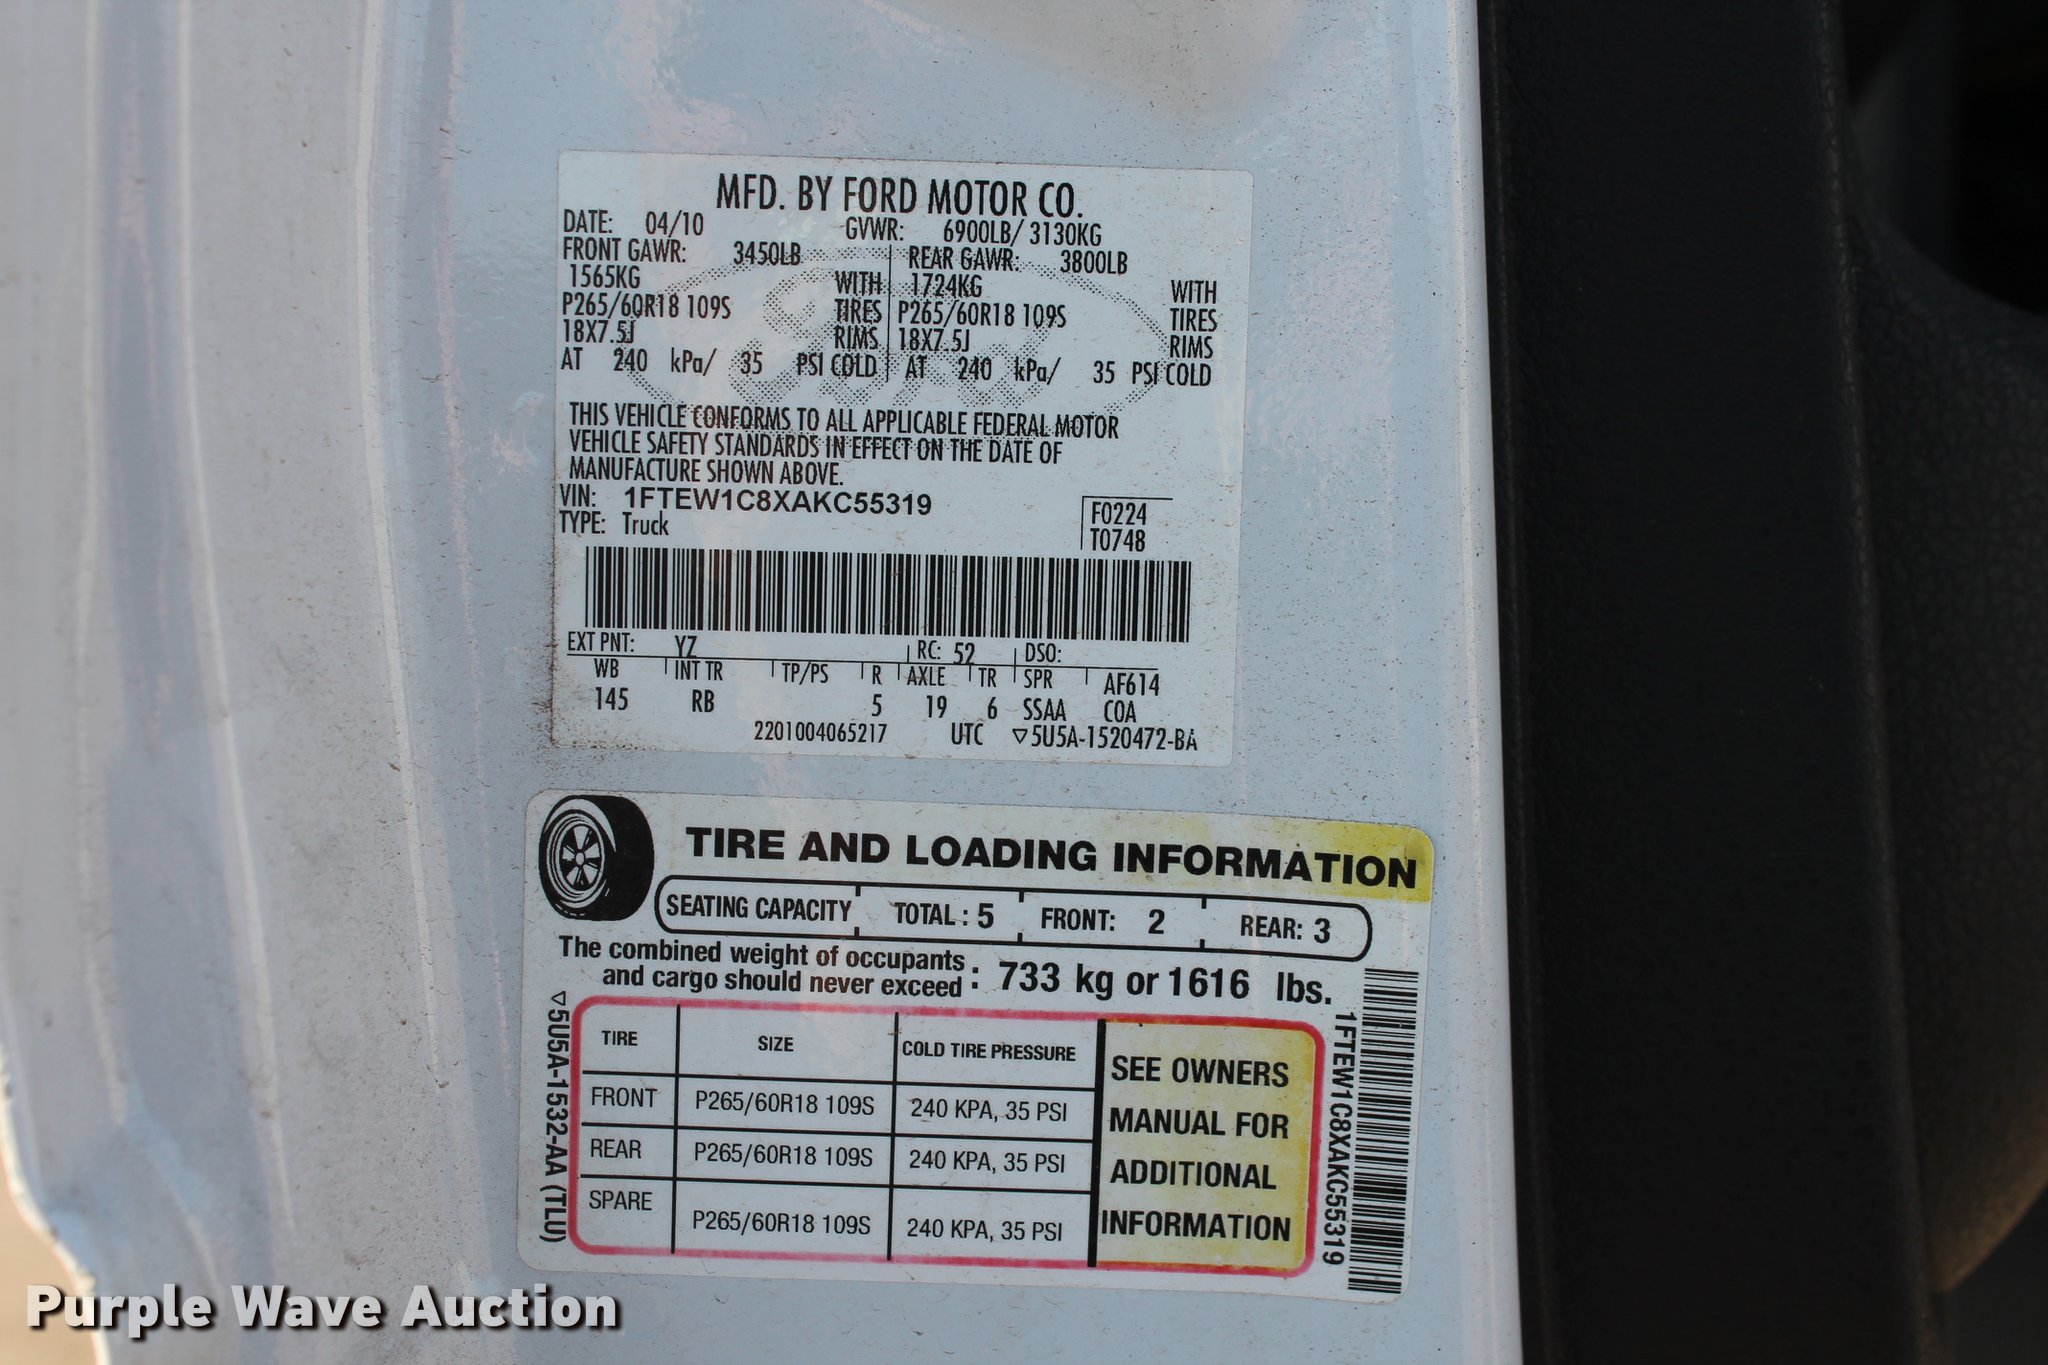 MFD. BY FORD MOTOR CO.
DATE: 04/10 GVWR: 6900LB/ 3130KG
FRONT GAWR: 3450LB REAR GAWR: 3800LB
1565KG WITH 1724KG WITH
P265/60R18 109S TIRES P265/60R18 109S TIRES
18X7.5J RIMS 18X7.5J RIMS
AT 240 kPa/ 35 PSI COLD AT 240 kPa/ 35 PSI COLD
THIS VEHICLE CONFORMS TO ALL APPLICABLE FEDERAL MOTOR
VEHICLE SAFETY STANDARDS IN EFFECT ON THE DATE OF
MANUFACTURE SHOWN ABOVE.
VIN: 1FTEW1C8XAKC55319 F0224
TYPE: Truck T0748
EXT PNT: YZ RC: 52 DSO:
WB INT TR TP/PS R AXLE TR SPR AF614
145 RB 5 19 6 SSAA COA
2201004065217 UTC ▽5U5A-1520472-BA
TIRE AND LOADING INFORMATION
SEATING CAPACITY TOTAL : 5 FRONT: 2 REAR: 3
The combined weight of occupants
and cargo should never exceed : 733 kg or 1616 lbs.
TIRE SIZE COLD TIRE PRESSURE
FRONT P265/60R18 109S 240 KPA, 35 PSI
REAR P265/60R18 109S 240 KPA, 35 PSI
SPARE P265/60R18 109S 240 KPA, 35 PSI
SEE OWNERS
MANUAL FOR
ADDITIONAL
INFORMATION
▽5U5A-1532-AA (TLU)
1FTEW1C8XAKC55319
Purple Wave Auction